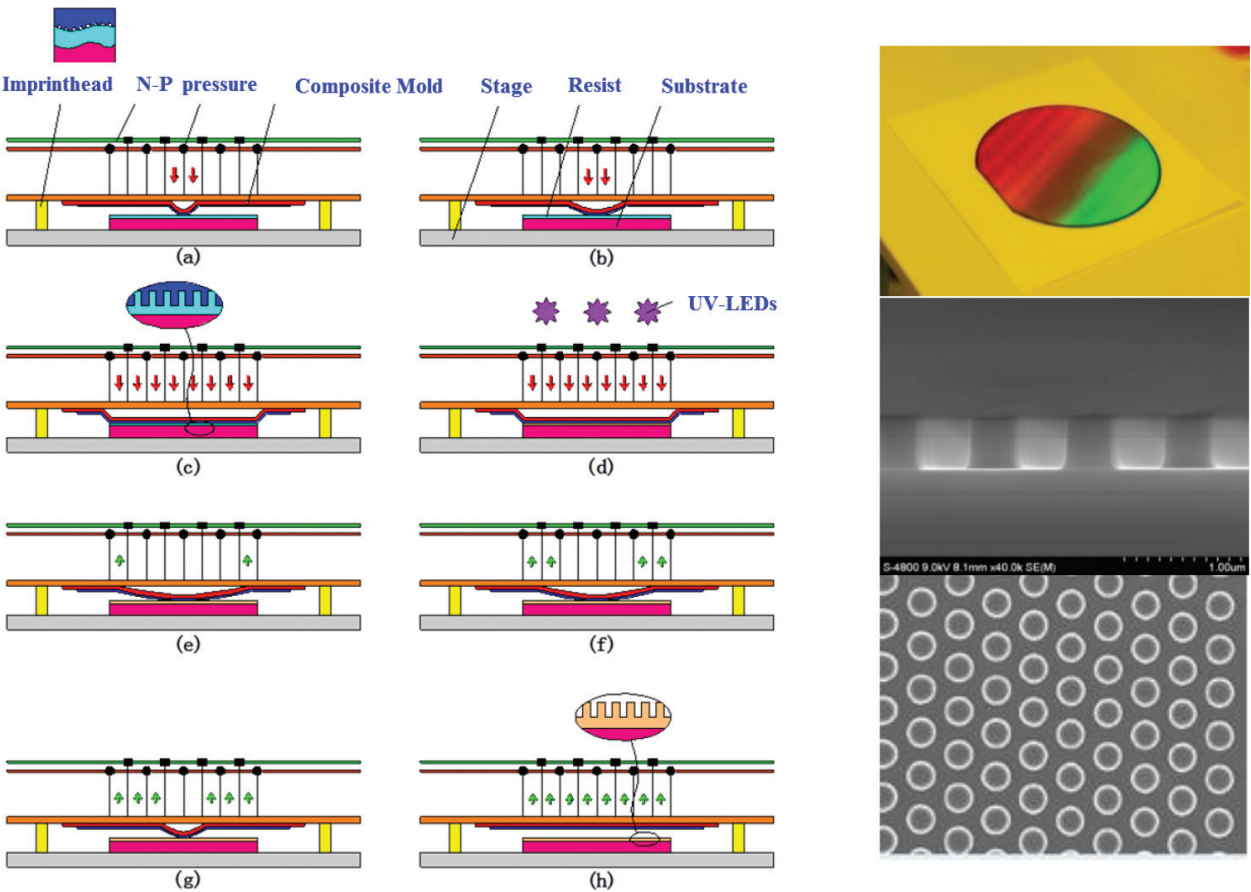 Imprinthead N-P pressure Composite Mold Stage Resist Substrate
(a) (b)
UV-LEDs
(c) (d)
S-4800 9.0kV 8.1mm x40.0k SE(M) 1.00um
(e) (f)
(g) (h)